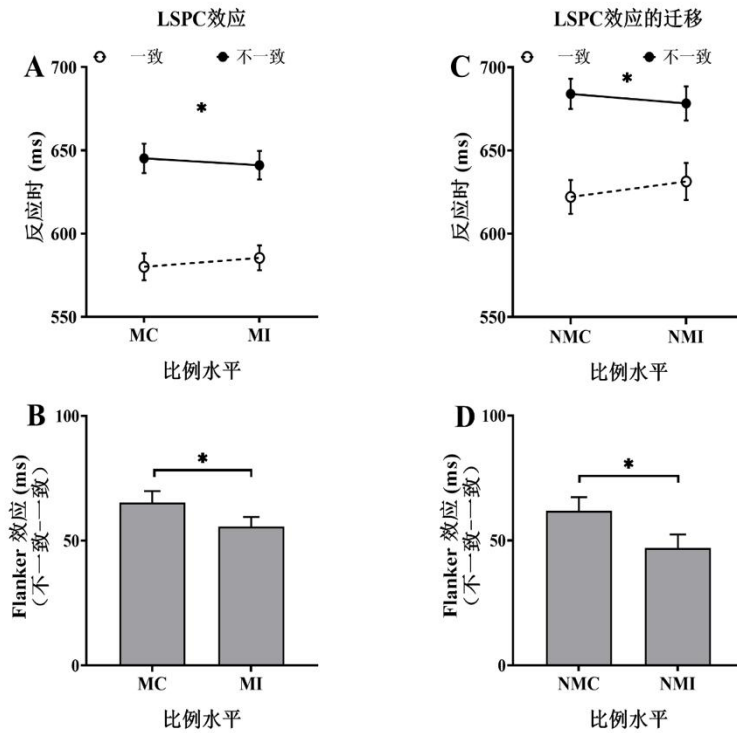 LSPC效应
A
一致
不一致
700
650
600
550
*
反应时 (ms)
MC
MI
比例水平
LSPC效应的迁移
C
一致
不一致
700
650
600
550
*
反应时 (ms)
NMC
NMI
比例水平
B
100
50
0
*
Flanker 效应 (ms)
（不一致-一致）
MC
MI
比例水平
D
100
50
0
*
Flanker 效应 (ms)
（不一致-一致）
NMC
NMI
比例水平